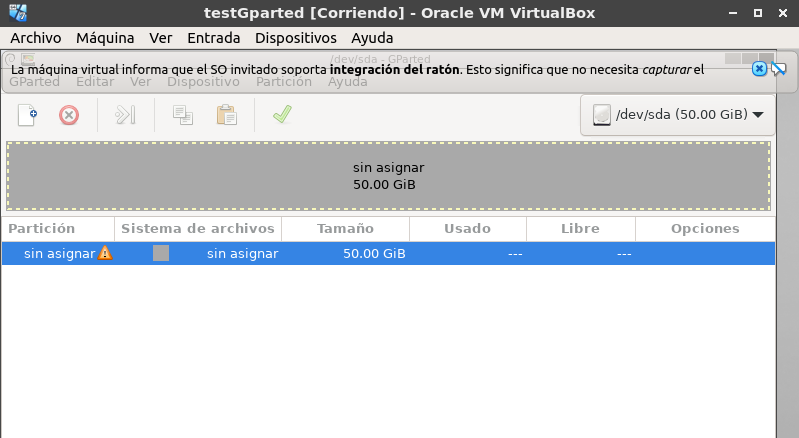 testGparted [Corriendo] - Oracle VM VirtualBox
Archivo Máquina Ver Entrada Dispositivos Ayuda
/dev/sda - GParted
La máquina virtual informa que el SO invitado soporta integración del ratón. Esto significa que no necesita capturar el
GParted Editar Ver Dispositivo Partición Ayuda
/dev/sda (50.00 GiB)
sin asignar
50.00 GiB
Partición Sistema de archivos Tamaño Usado Libre Opciones
sin asignar sin asignar 50.00 GiB --- ---